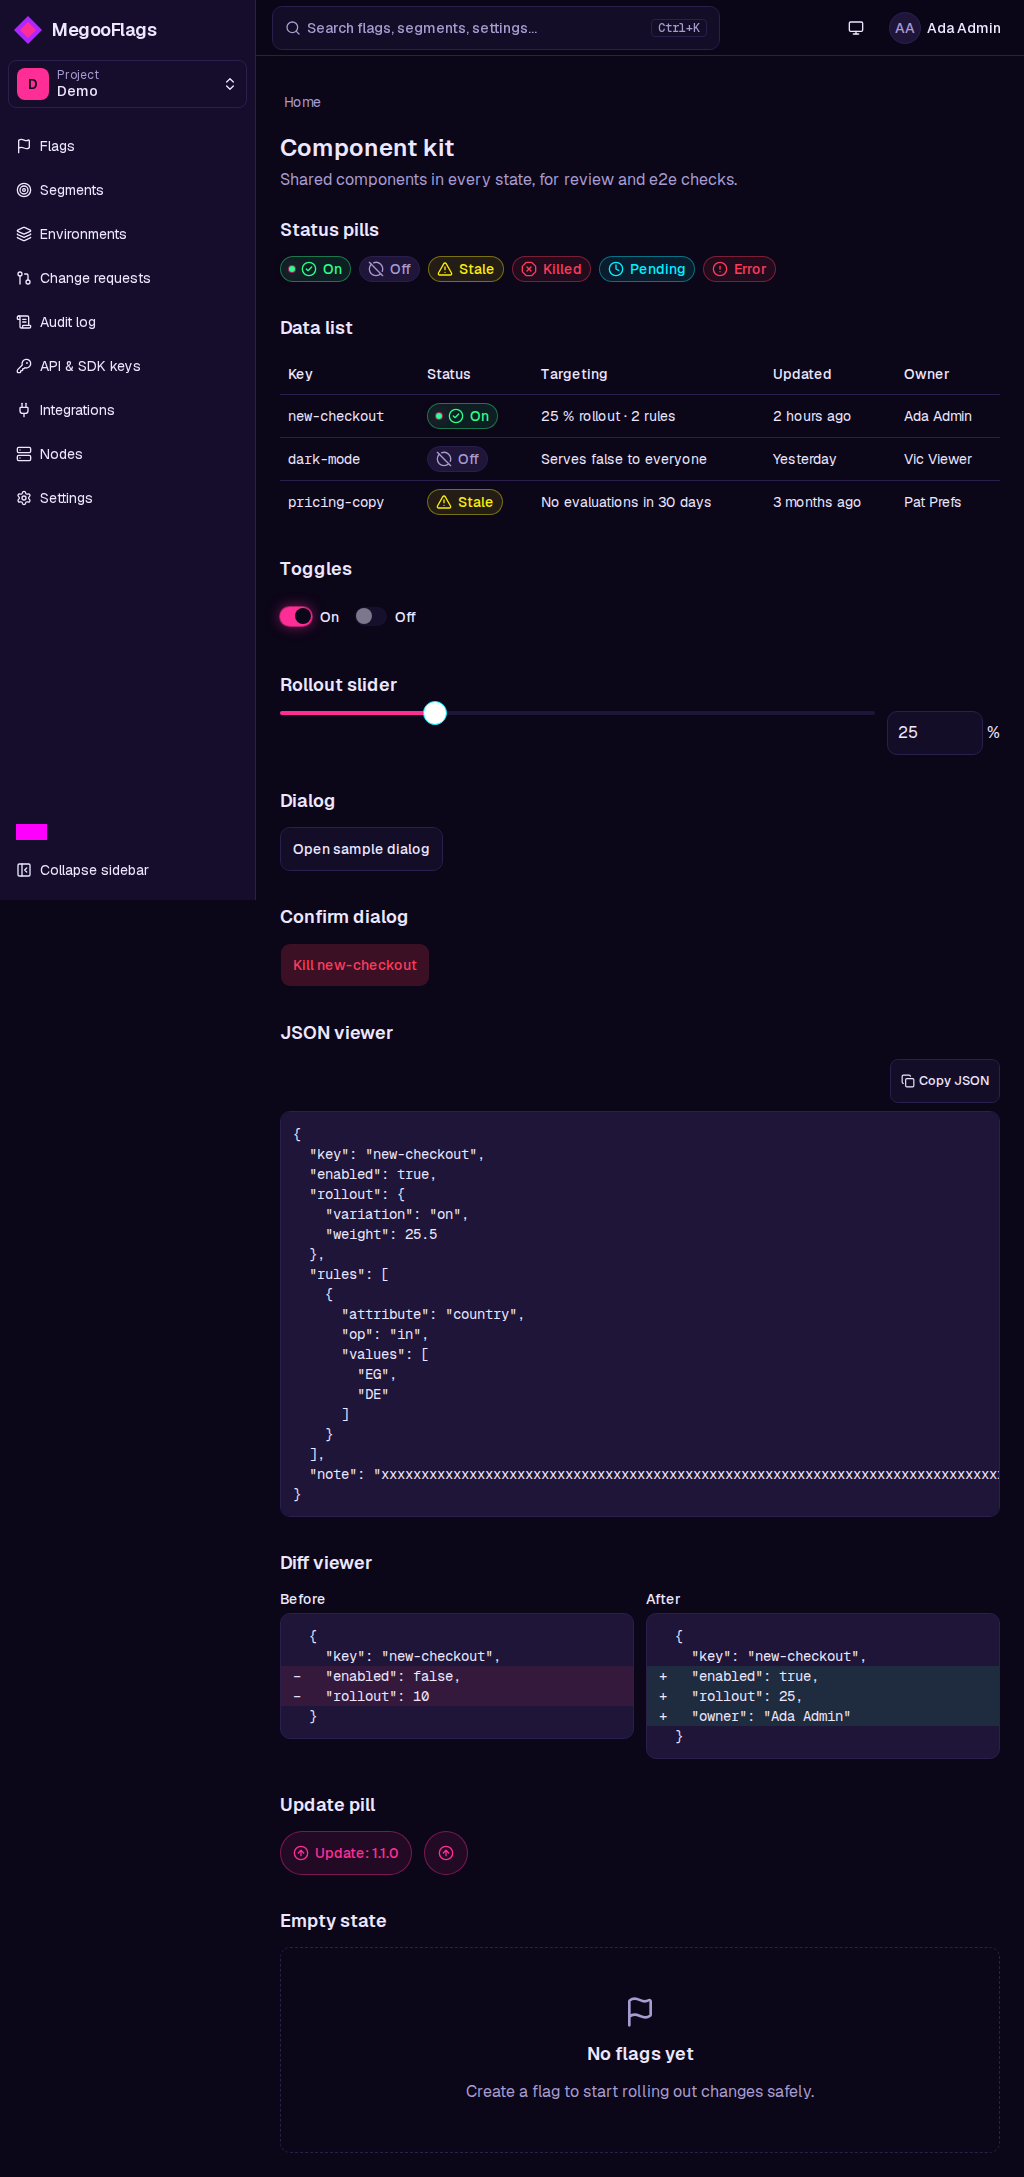 MegooFlags
Search flags, segments, settings...
Ctrl+K
AA
Ada Admin
D
Project
Demo
Flags
Segments
Environments
Change requests
Audit log
API & SDK keys
Integrations
Nodes
Settings
Collapse sidebar
Home
Component kit
Shared components in every state, for review and e2e checks.
Status pills
On
Off
Stale
Killed
Pending
Error
Data list
Key Status Targeting Updated Owner
new-checkout On 25 % rollout · 2 rules 2 hours ago Ada Admin
dark-mode Off Serves false to everyone Yesterday Vic Viewer
pricing-copy Stale No evaluations in 30 days 3 months ago Pat Prefs
Toggles
On
Off
Rollout slider
25 %
Dialog
Open sample dialog
Confirm dialog
Kill new-checkout
JSON viewer
Copy JSON
{
"key": "new-checkout",
"enabled": true,
"rollout": {
"variation": "on",
"weight": 25.5
},
"rules": [
{
"attribute": "country",
"op": "in",
"values": [
"EG",
"DE"
]
}
],
"note": "xxxxxxxxxxxxxxxxxxxxxxxxxxxxxxxxxxxxxxxxxxxxxxxxxxxxxxxxxxxxxxxxxxxxxxxxxxxxxx
}
Diff viewer
Before
{
"key": "new-checkout",
- "enabled": false,
- "rollout": 10
}
After
{
"key": "new-checkout",
+ "enabled": true,
+ "rollout": 25,
+ "owner": "Ada Admin"
}
Update pill
Update: 1.1.0
Empty state
No flags yet
Create a flag to start rolling out changes safely.